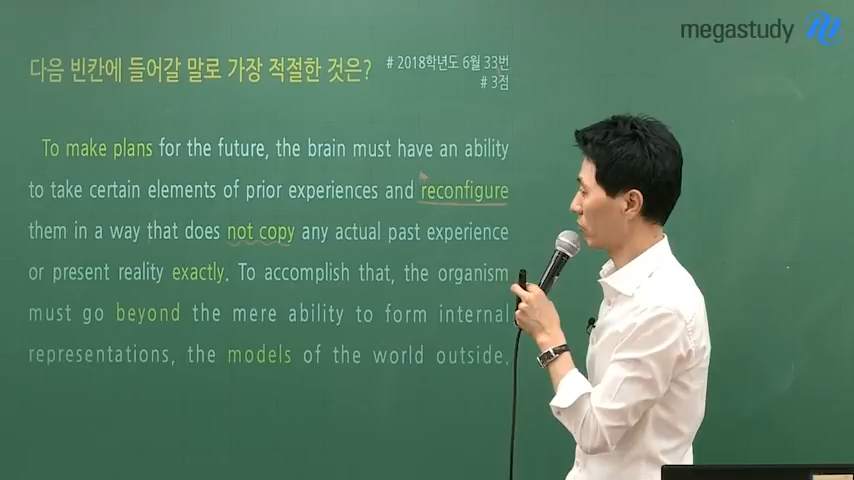 megastudy
다음 빈칸에 들어갈 말로 가장 적절한 것은?
# 2018학년도 6월 33번
# 3점
To make plans for the future, the brain must have an ability
to take certain elements of prior experiences and reconfigure
them in a way that does not copy any actual past experience
or present reality exactly. To accomplish that, the organism
must go beyond the mere ability to form internal
representations, the models of the world outside.